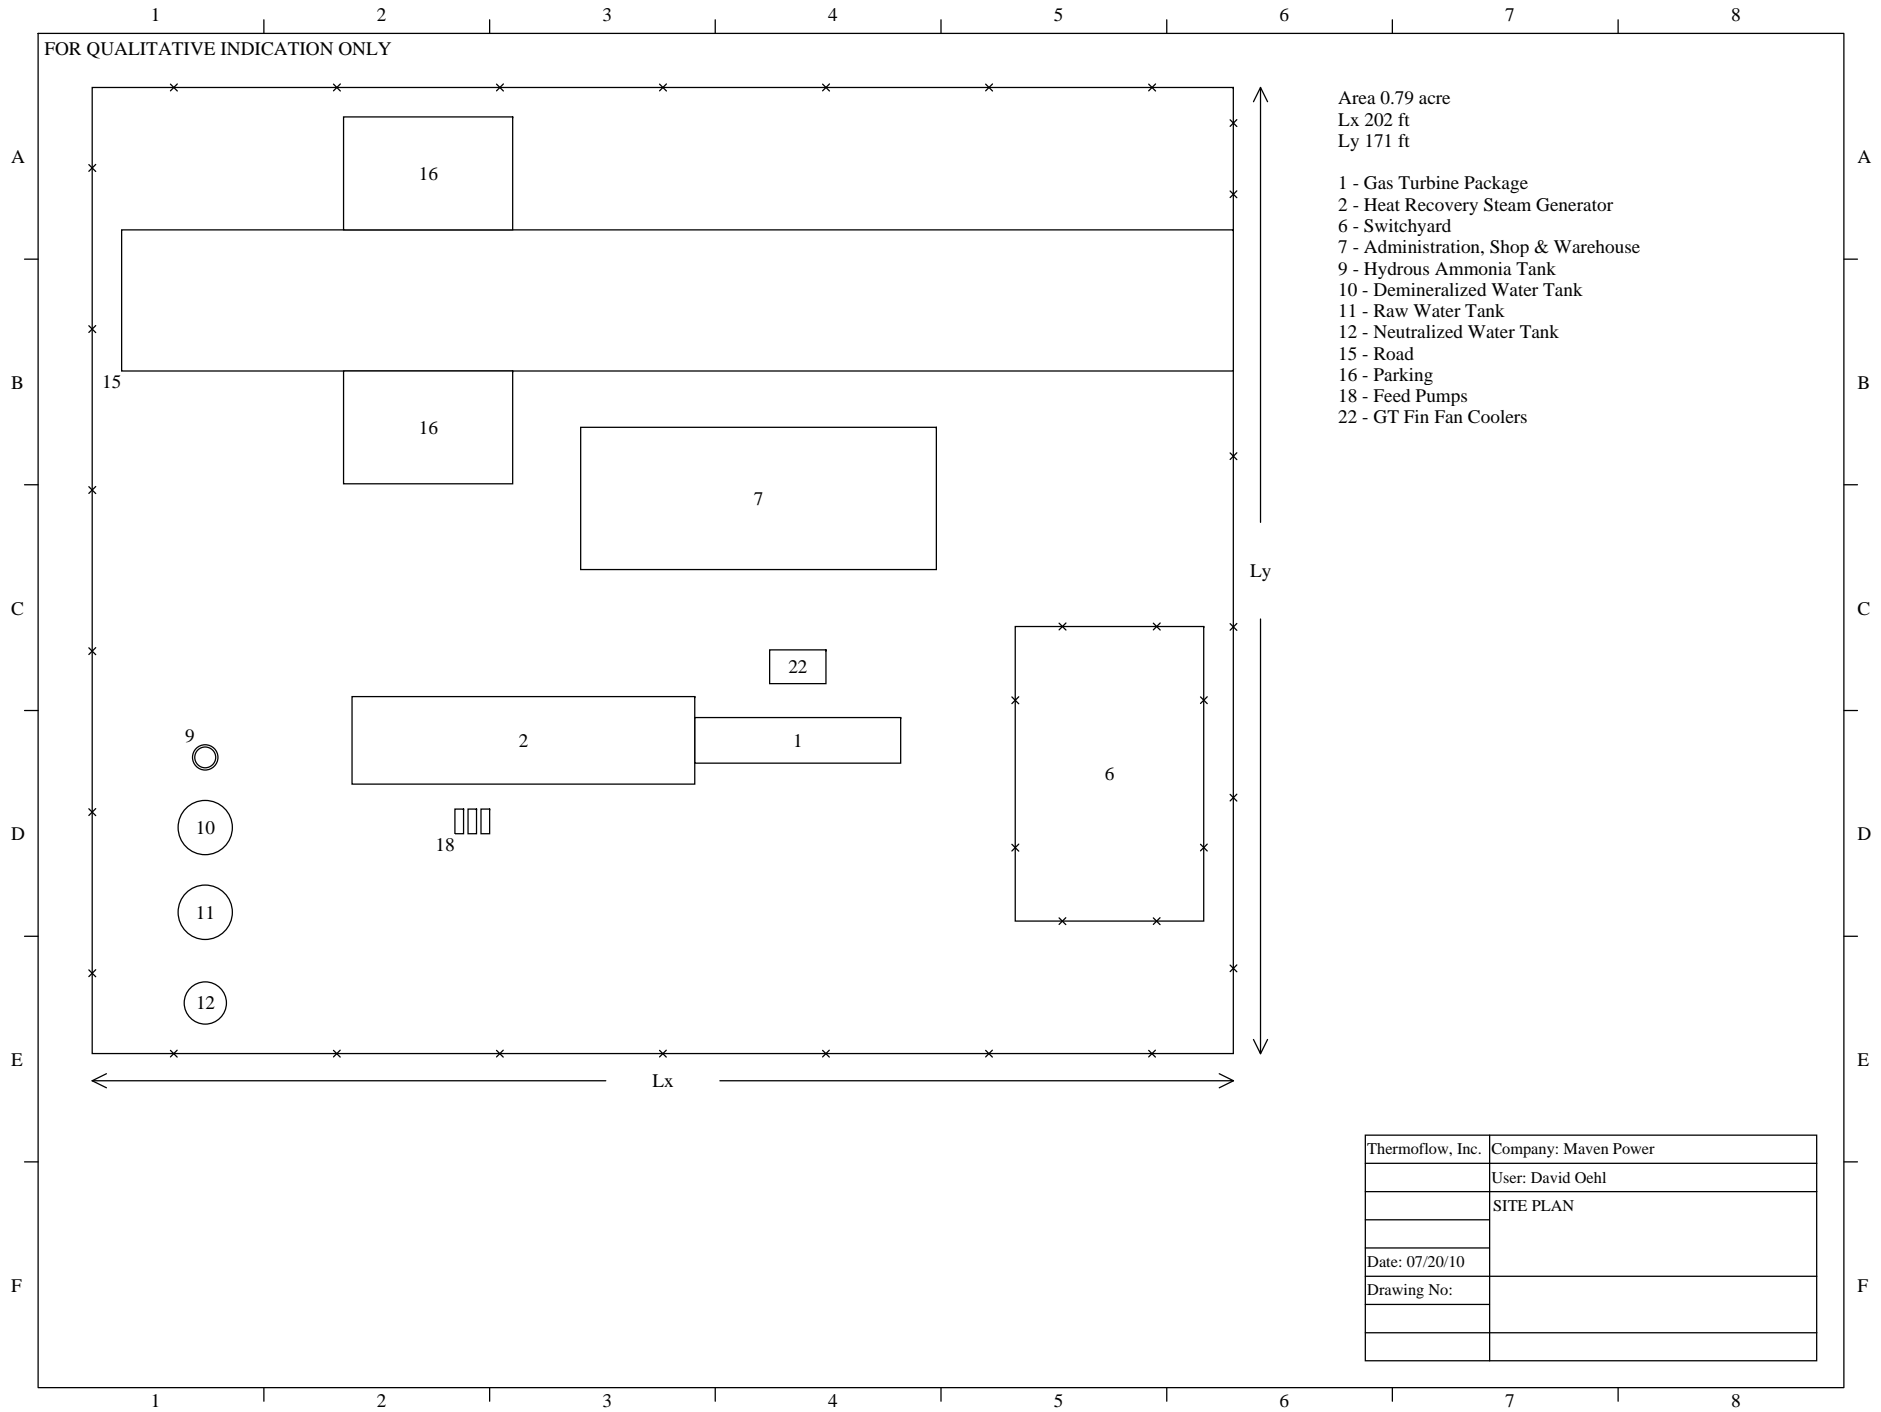 1 2 3 4 5 6 7 8
FOR QUALITATIVE INDICATION ONLY
Area 0.79 acre
Lx 202 ft
Ly 171 ft
A A
16
1 - Gas Turbine Package
2 - Heat Recovery Steam Generator
6 - Switchyard
7 - Administration, Shop & Warehouse
9 - Hydrous Ammonia Tank
10 - Demineralized Water Tank
11 - Raw Water Tank
12 - Neutralized Water Tank
15 - Road
16 - Parking
18 - Feed Pumps
22 - GT Fin Fan Coolers
B B
15
16
7
Ly
C C
22
9
2
1
6
10
D D
18
11
12
E E
Lx
Thermoflow, Inc. Company: Maven Power
User: David Oehl
SITE PLAN
Date: 07/20/10
Drawing No:
F F
1 2 3 4 5 6 7 8